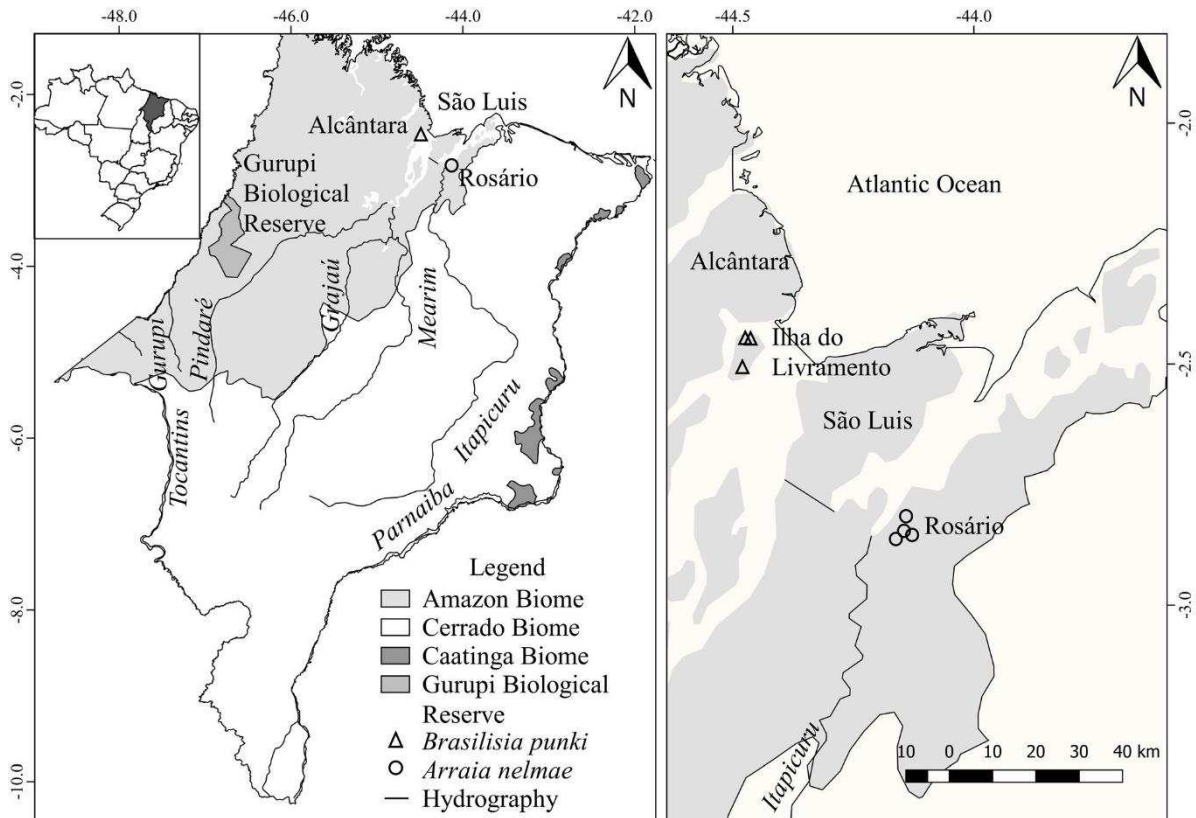 -48.0
-46.0
-44.0
-42.0
-2.0
-4.0
-6.0
-8.0
-10.0
N
São Luis
Alcântara
Rosário
Gurupi
Biological
Reserve
Gurupi
Pindaré
Grajaú
Mearim
Itapicuru
Tocantins
Parnaiba
Legend
Amazon Biome
Cerrado Biome
Caatinga Biome
Gurupi Biological
Reserve
Brasilisia punki
Arraia nelmae
Hydrography
-44.5
-44.0
N
-2.0
-2.5
-3.0
Atlantic Ocean
Alcântara
Ilha do
Livramento
São Luis
Rosário
Itapicuru
10 0 10 20 30 40 km